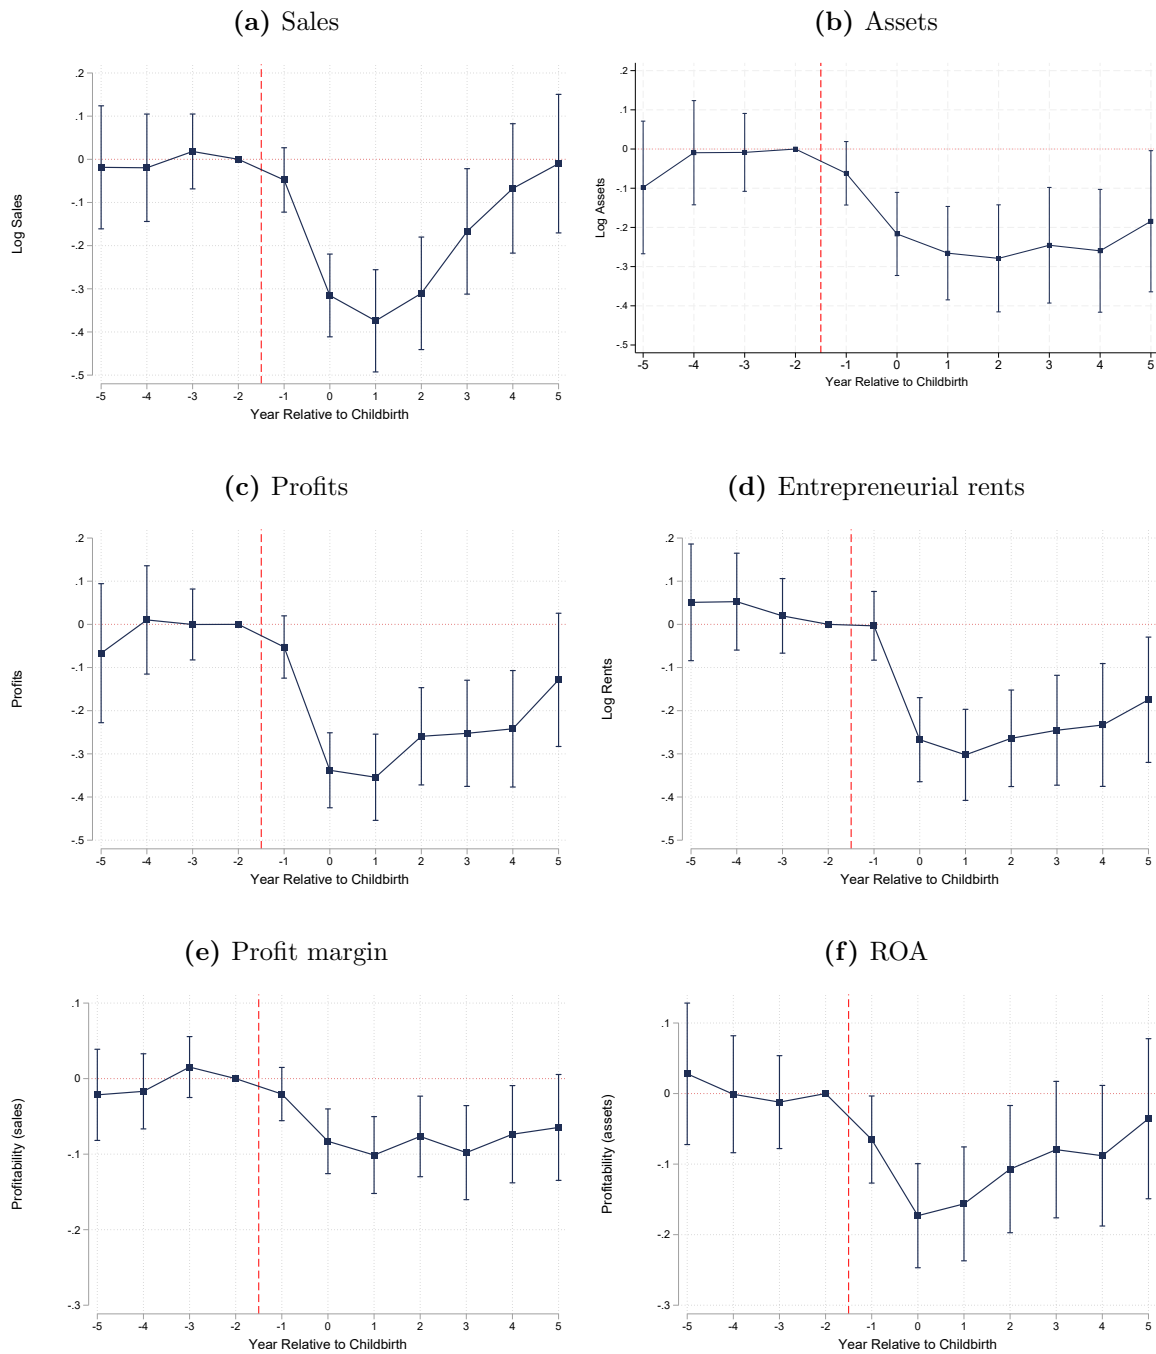 (a) Sales
.2
.1
0
-.1
-.2
-.3
-.4
-.5
Log Sales
-5 -4 -3 -2 -1 0 1 2 3 4 5
Year Relative to Childbirth
(b) Assets
.2
.1
0
-.1
-.2
-.3
-.4
-.5
Log Assets
-5 -4 -3 -2 -1 0 1 2 3 4 5
Year Relative to Childbirth
(c) Profits
.2
.1
0
-.1
-.2
-.3
-.4
-.5
Profits
-5 -4 -3 -2 -1 0 1 2 3 4 5
Year Relative to Childbirth
(d) Entrepreneurial rents
.2
.1
0
-.1
-.2
-.3
-.4
-.5
Log Rents
-5 -4 -3 -2 -1 0 1 2 3 4 5
Year Relative to Childbirth
(e) Profit margin
.1
0
-.1
-.2
-.3
Profitability (sales)
-5 -4 -3 -2 -1 0 1 2 3 4 5
Year Relative to Childbirth
(f) ROA
.1
0
-.1
-.2
-.3
Profitability (assets)
-5 -4 -3 -2 -1 0 1 2 3 4 5
Year Relative to Childbirth